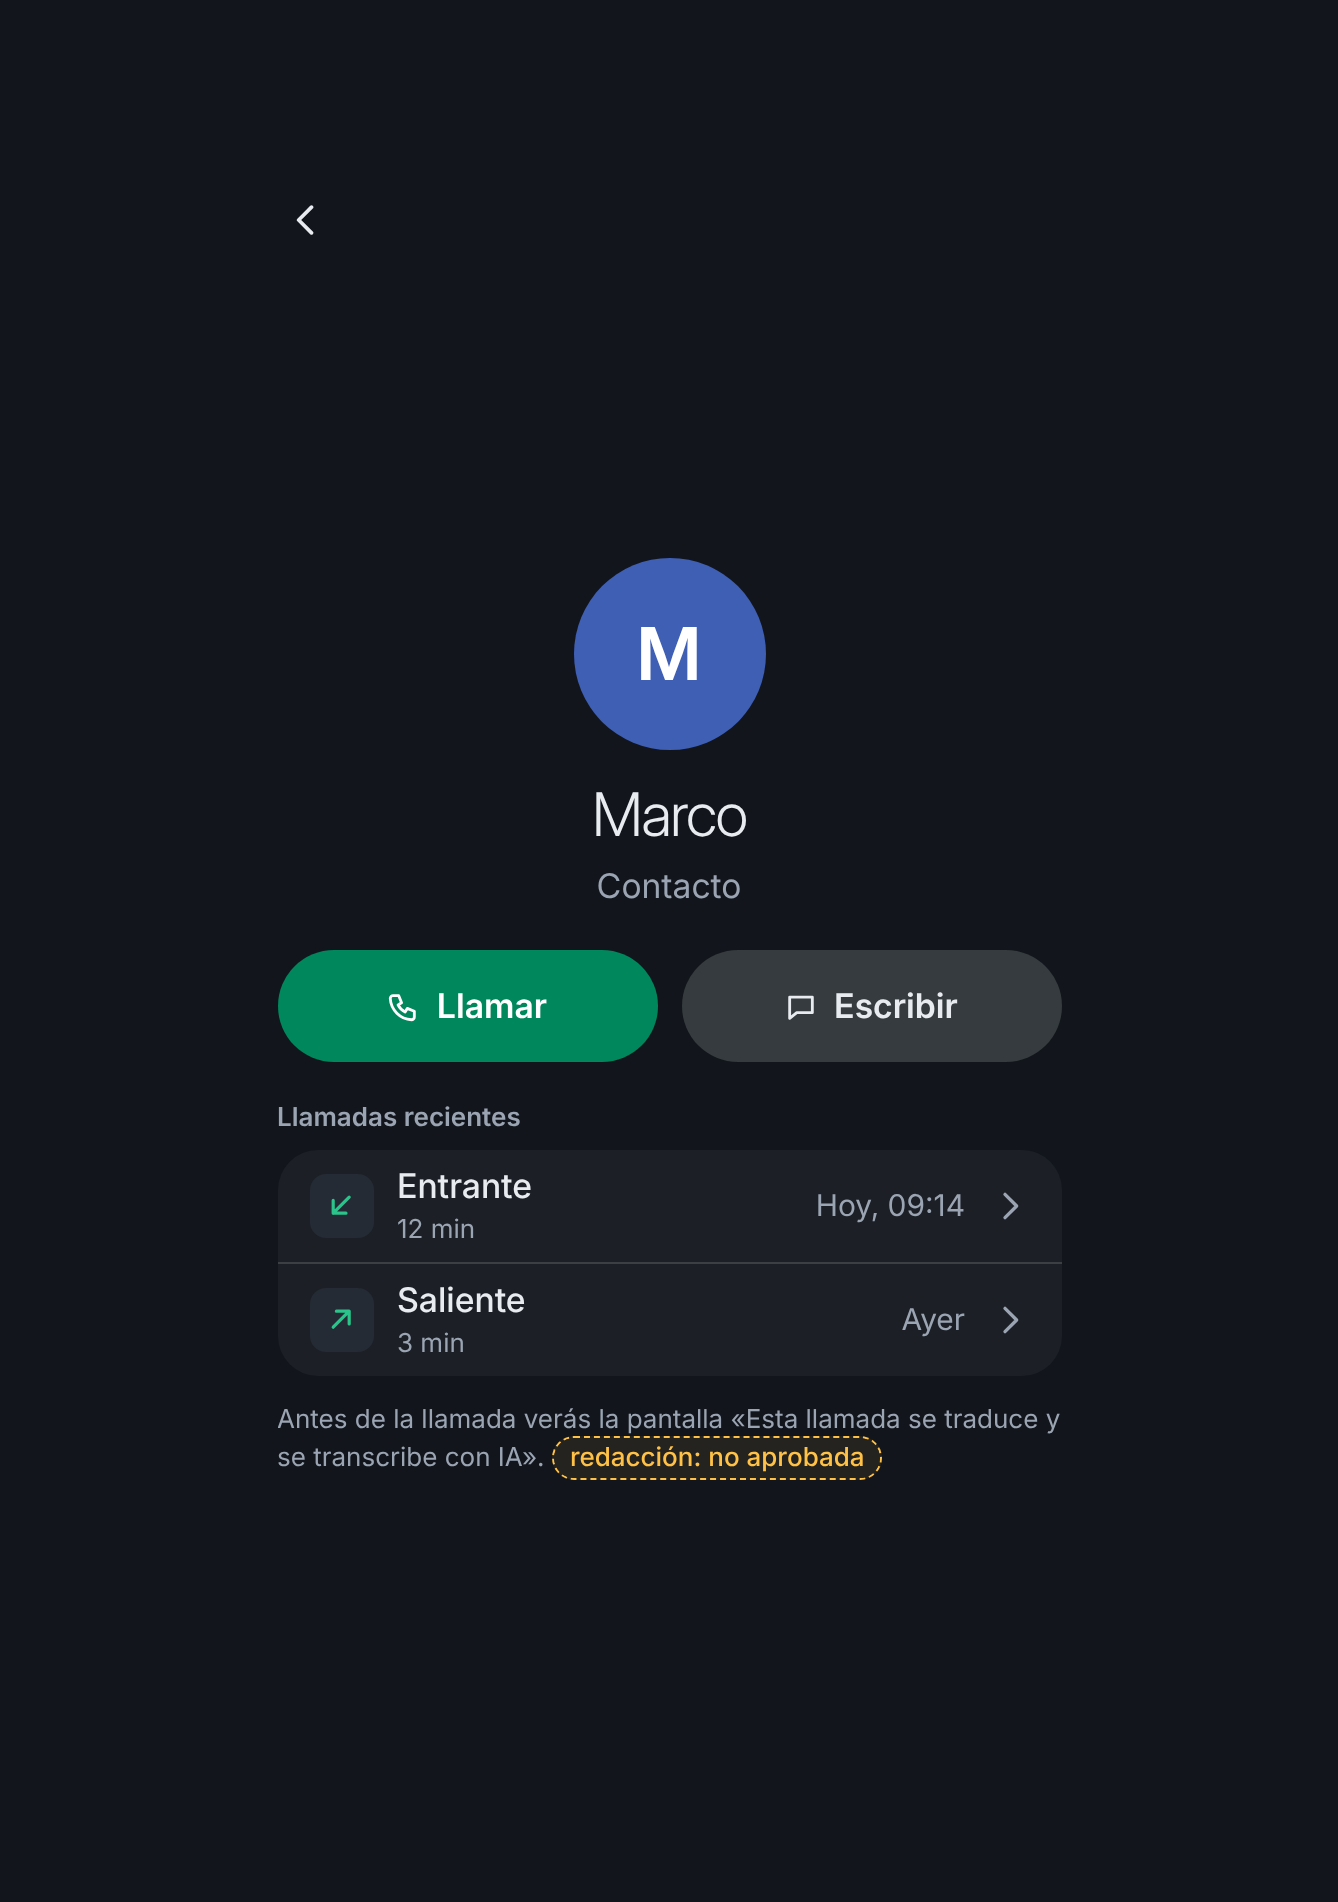 M
Marco
Contacto
Llamar
Escribir
Llamadas recientes
Entrante
12 min
Hoy, 09:14
Saliente
3 min
Ayer
Antes de la llamada verás la pantalla «Esta llamada se traduce y
se transcribe con IA». redacción: no aprobada